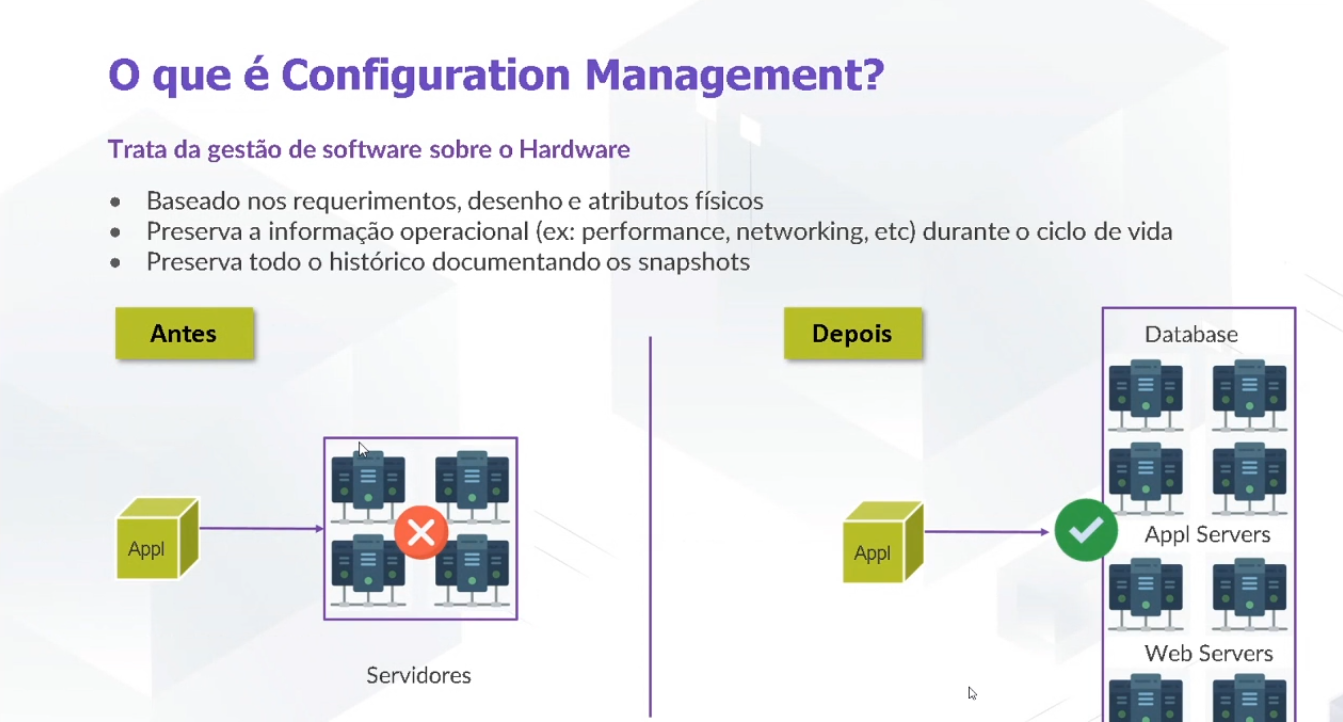 O que é Configuration Management?
Trata da gestão de software sobre o Hardware
• Baseado nos requerimentos, desenho e atributos físicos
• Preserva a informação operacional (ex: performance, networking, etc) durante o ciclo de vida
• Preserva todo o histórico documentando os snapshots
Antes
Appl
Servidores
Depois
Appl
Database
Appl Servers
Web Servers